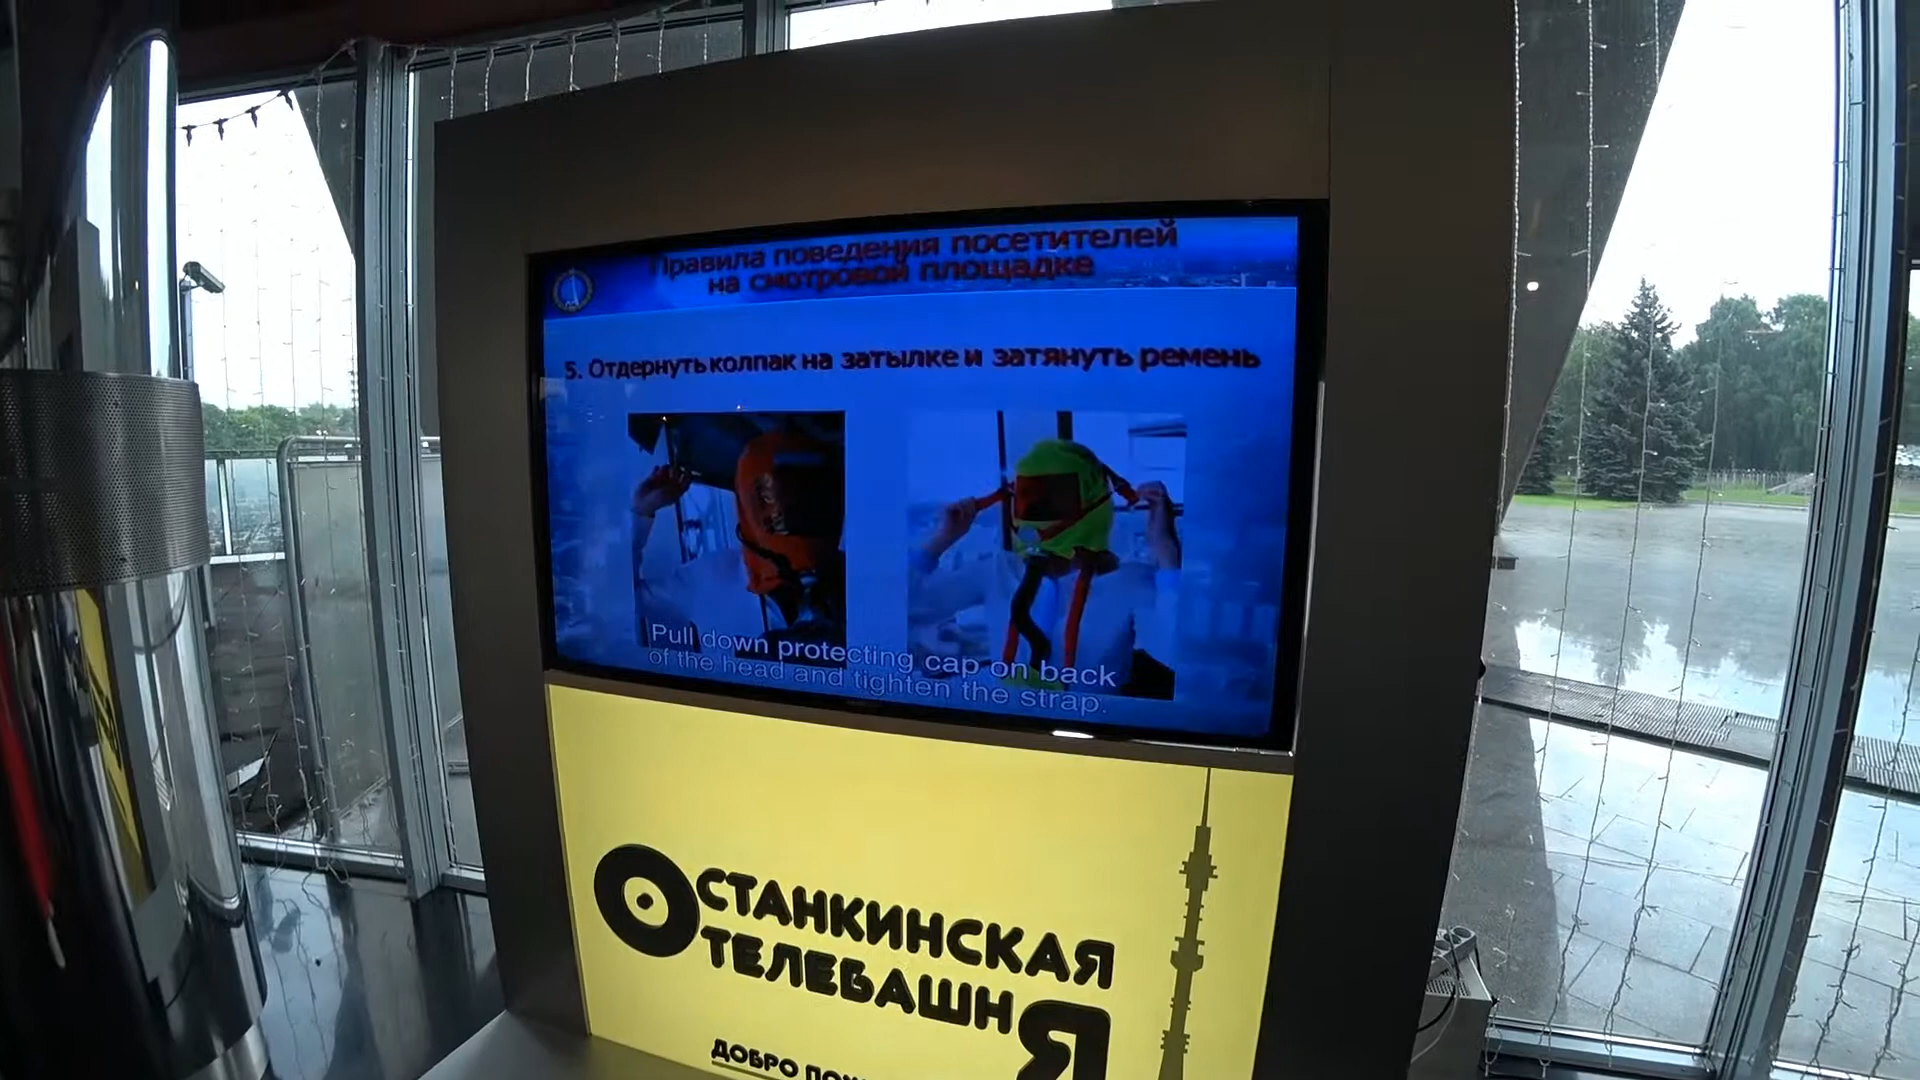 Правила поведения посетителей
на смотровой площадке
5. Отдернуть колпак на затылке и затянуть ремень
Pull down protecting cap on back
of the head and tighten the strap.
ОСТАНКИНСКАЯ
ТЕЛЕБАШНЯ
ДОБРО